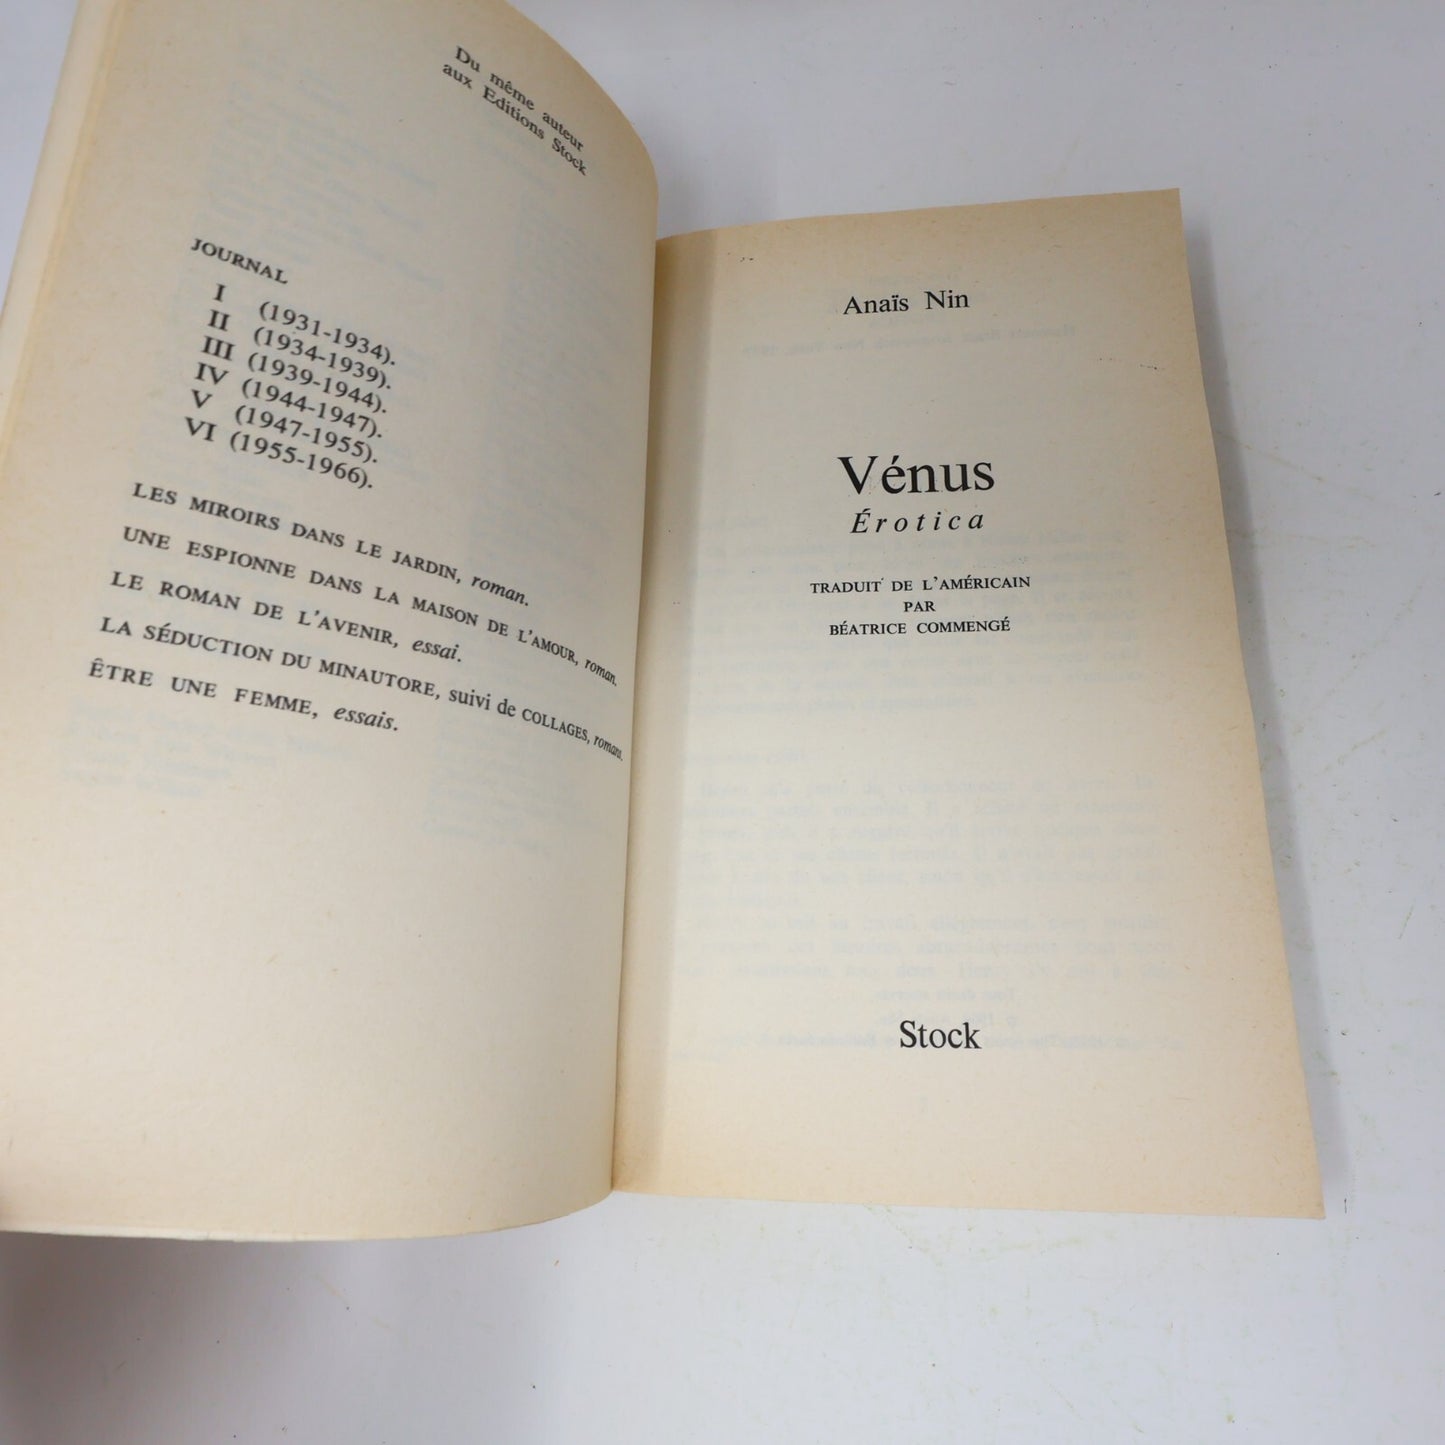 Du même auteur
aux Editions Stock
JOURNAL
I (1931-1934).
II (1934-1939).
III (1939-1944).
IV (1944-1947).
V (1947-1955).
VI (1955-1966).
LES MIROIRS DANS LE JARDIN, roman.
UNE ESPIONNE DANS LA MAISON DE L'AMOUR, roman.
LE ROMAN DE L'AVENIR, essai.
LA SÉDUCTION DU MINAUTORE, suivi de COLLAGES, romans.
ÊTRE UNE FEMME, essais.
Anaïs Nin
Vénus
Érotica
TRADUIT DE L'AMÉRICAIN
PAR
BÉATRICE COMMENGÉ
Stock